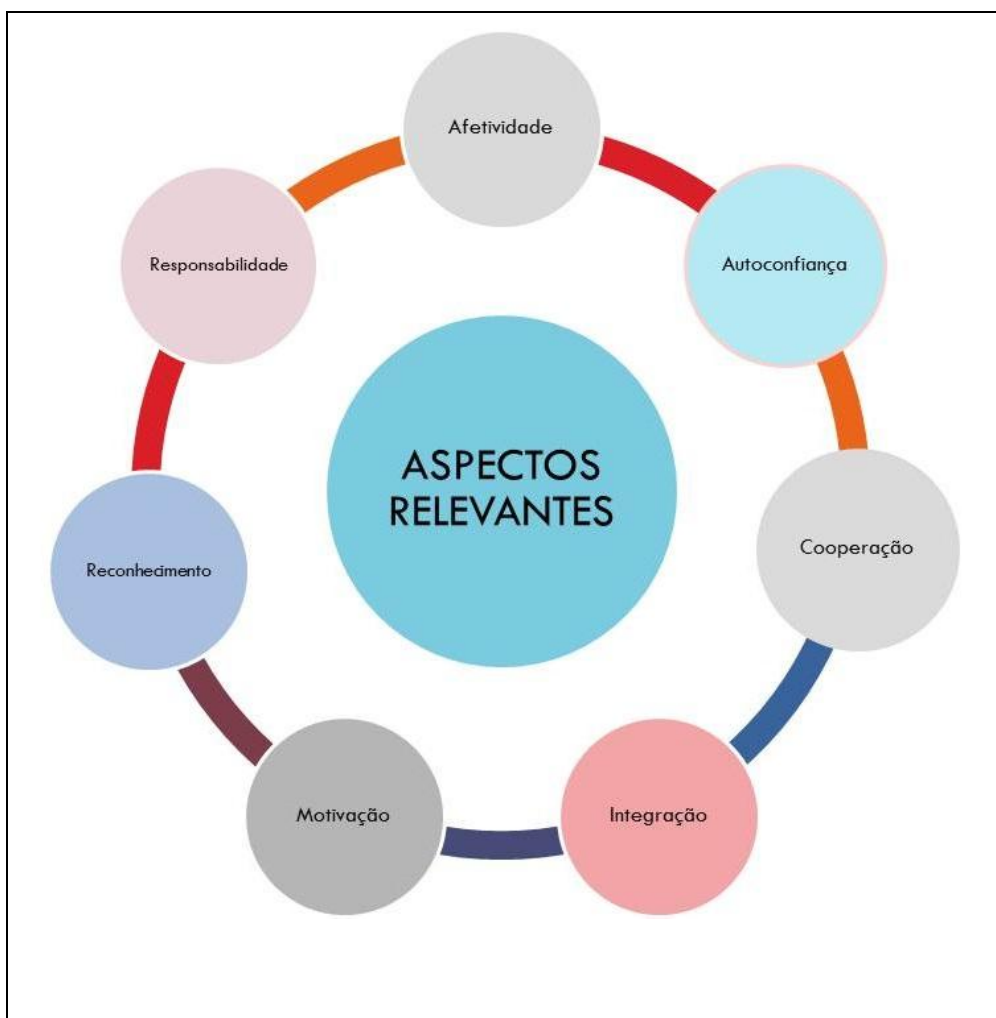 Afetividade
Autoconfiança
Cooperação
Integração
Motivação
Reconhecimento
Responsabilidade
ASPECTOS
RELEVANTES